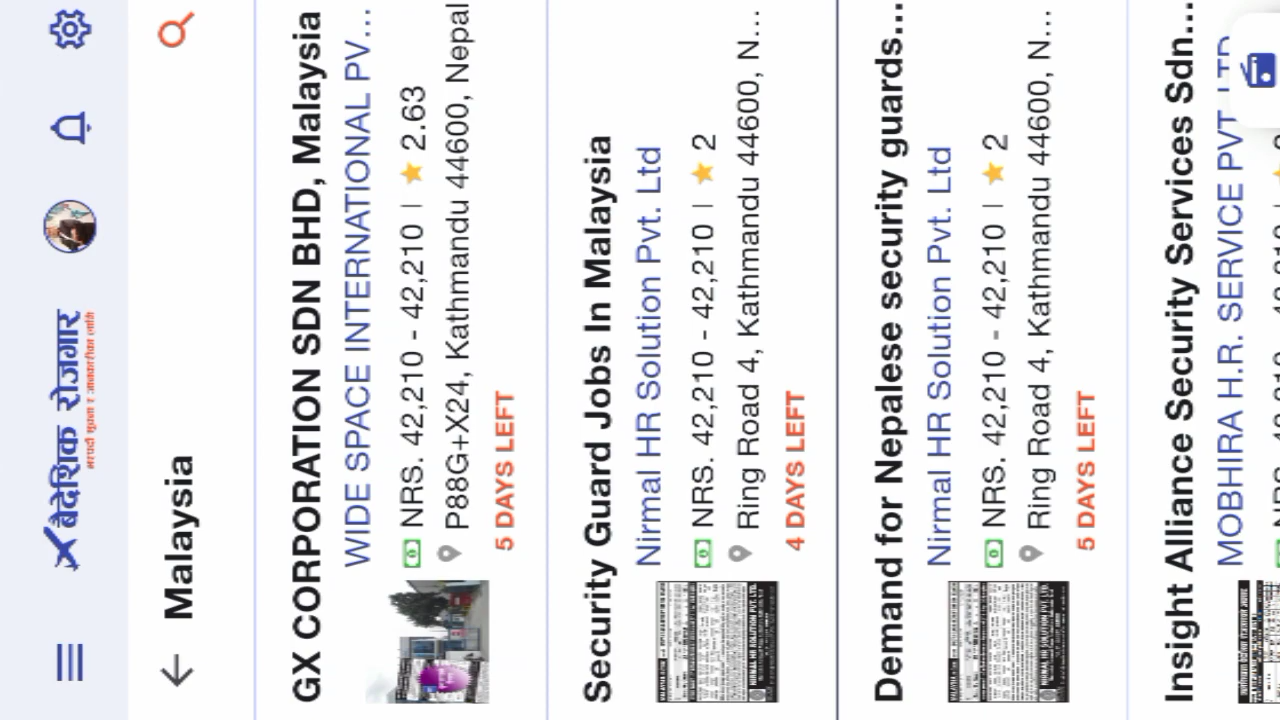 बैदेशिक रोजगार
Malaysia
GX CORPORATION SDN BHD, Malaysia
WIDE SPACE INTERNATIONAL PV...
NRS. 42,210 - 42,210 | 2.63
P88G+X24, Kathmandu 44600, Nepal
5 DAYS LEFT
Security Guard Jobs In Malaysia
Nirmal HR Solution Pvt. Ltd
NRS. 42,210 - 42,210 | 2
Ring Road 4, Kathmandu 44600, N...
4 DAYS LEFT
Demand for Nepalese security guards...
Nirmal HR Solution Pvt. Ltd
NRS. 42,210 - 42,210 | 2
Ring Road 4, Kathmandu 44600, N...
5 DAYS LEFT
Insight Alliance Security Services Sdn...
MOBHIRA H.R. SERVICE PVT LTD